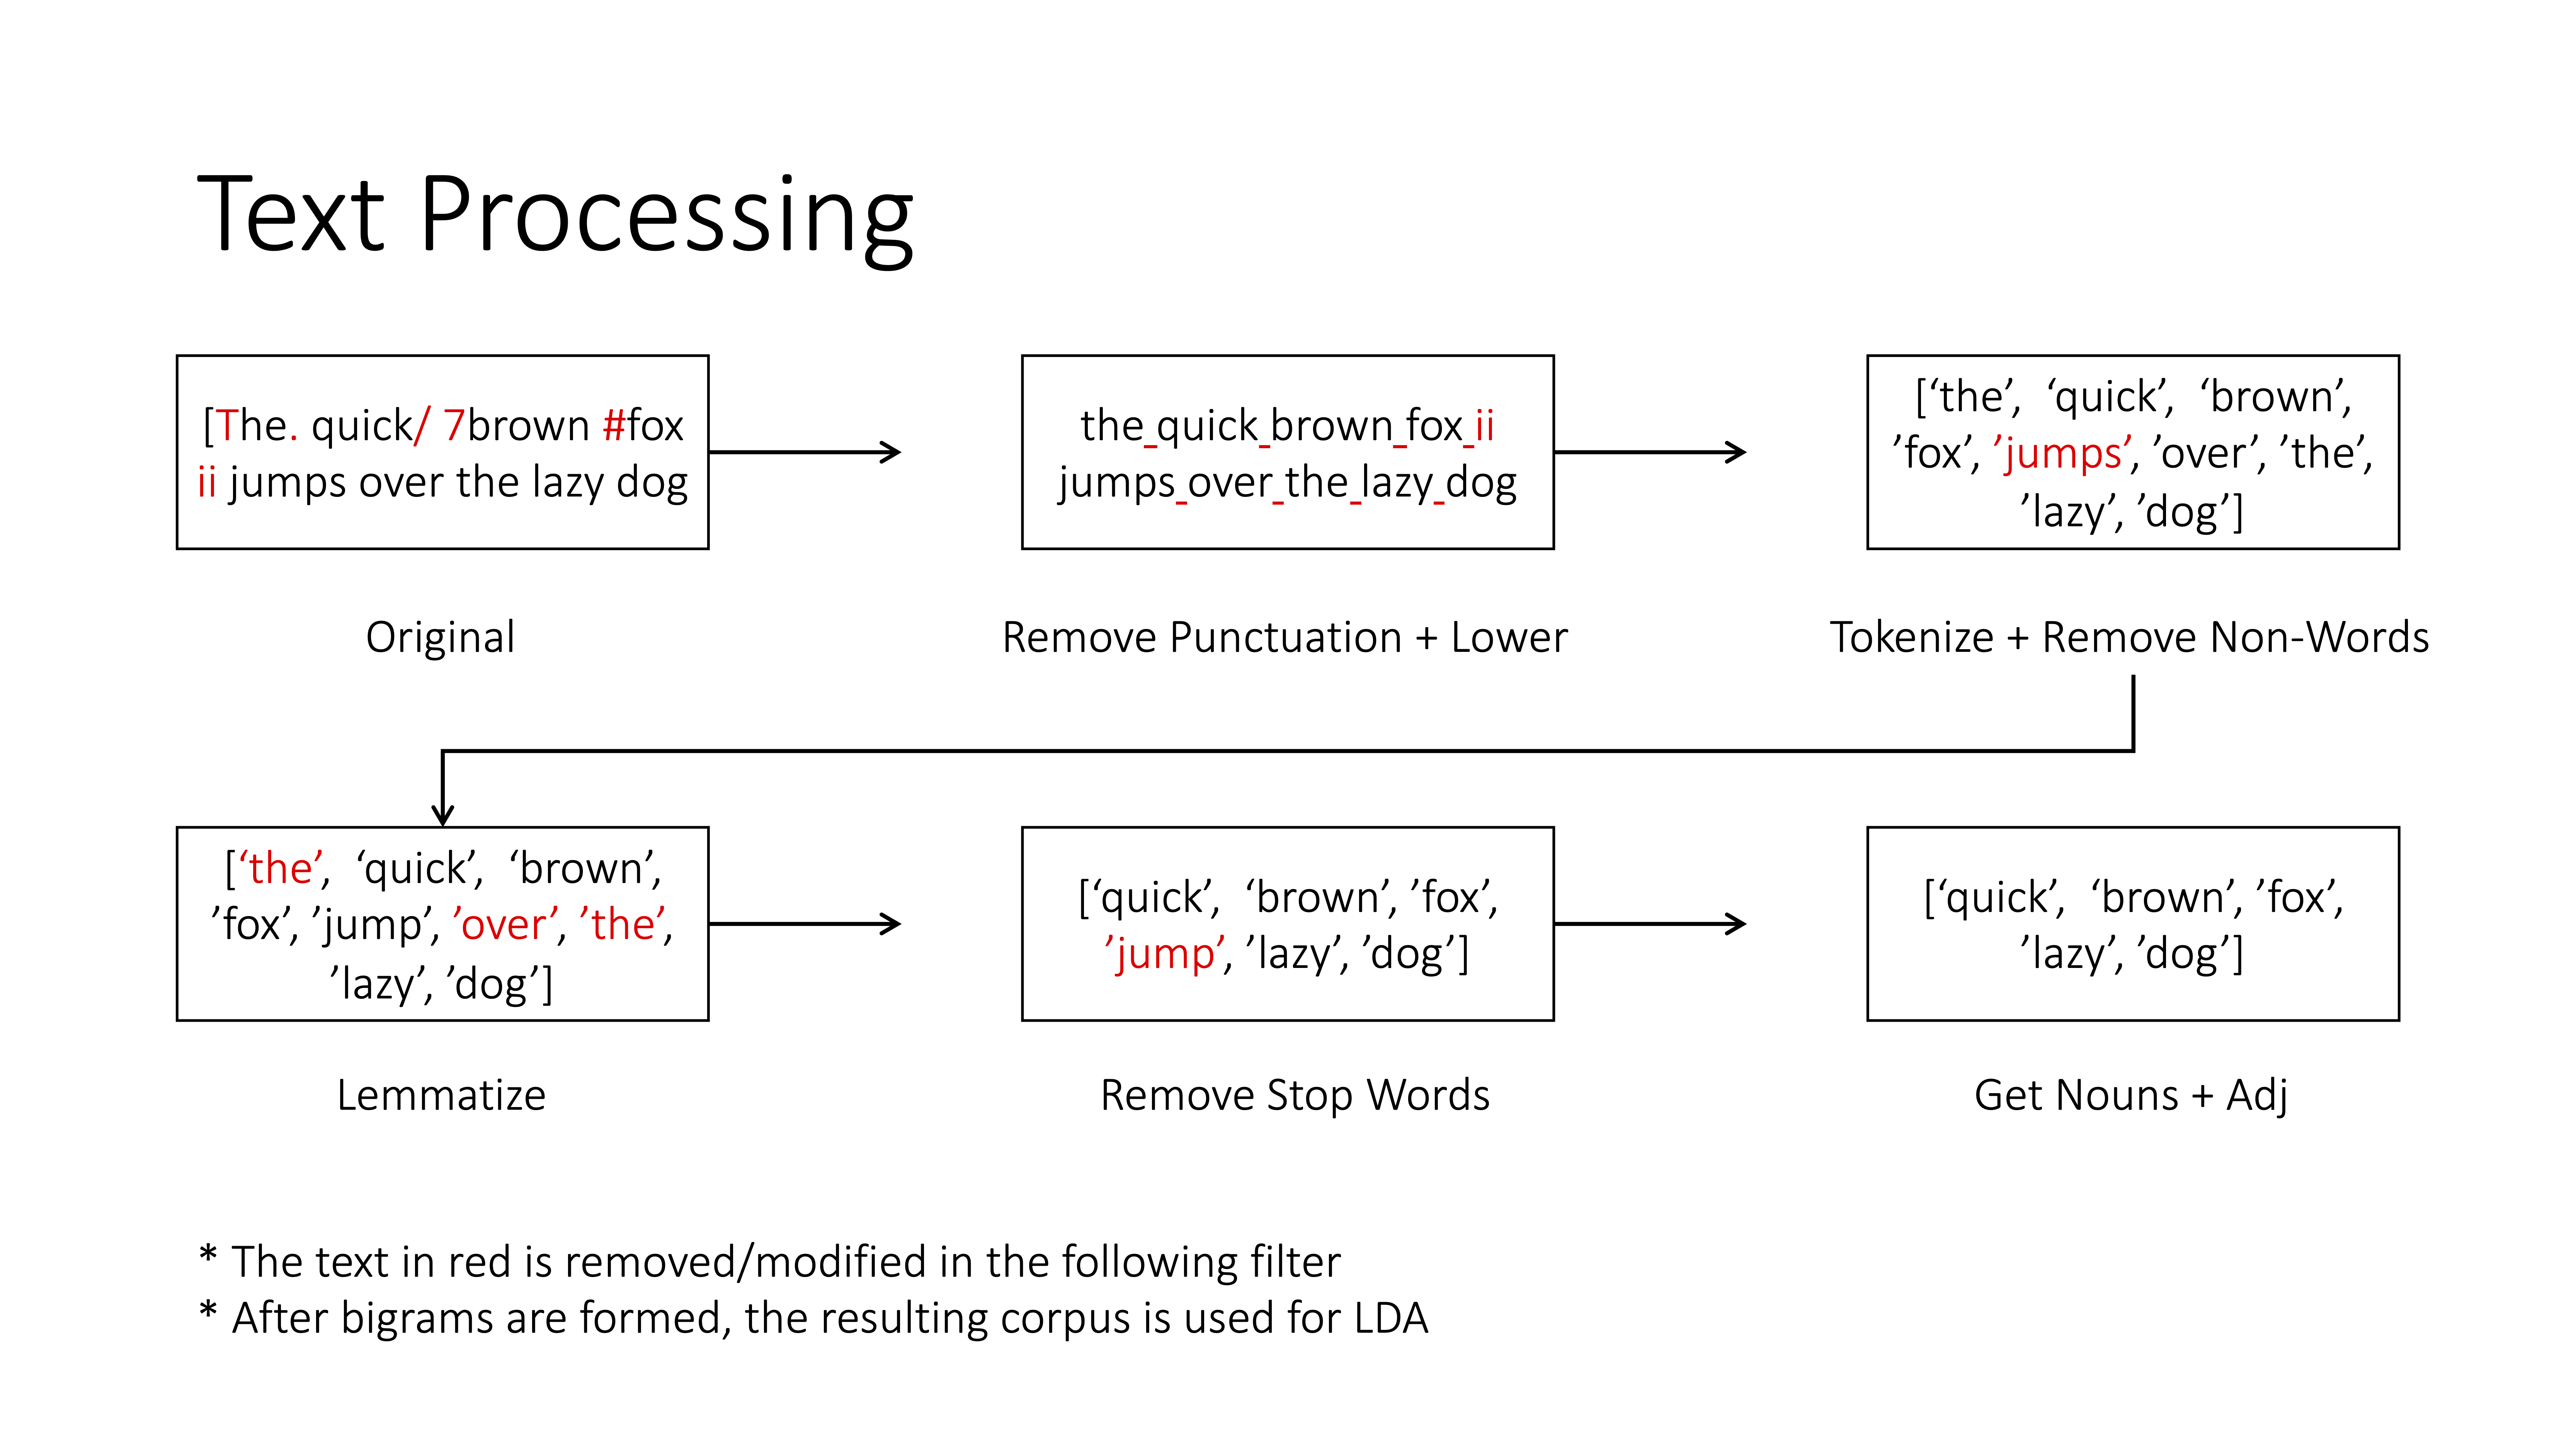 Text Processing
[The. quick/ 7brown #fox
ii jumps over the lazy dog
Original
the_quick_brown_fox_ii
jumps_over_the_lazy_dog
Remove Punctuation + Lower
[‘the’, ‘quick’, ‘brown’,
’fox’, ’jumps’, ’over’, ’the’,
’lazy’, ’dog’]
Tokenize + Remove Non-Words
[‘the’, ‘quick’, ‘brown’,
’fox’, ’jump’, ’over’, ’the’,
’lazy’, ’dog’]
Lemmatize
[‘quick’, ‘brown’, ’fox’,
’jump’, ’lazy’, ’dog’]
Remove Stop Words
[‘quick’, ‘brown’, ’fox’,
’lazy’, ’dog’]
Get Nouns + Adj
* The text in red is removed/modified in the following filter
* After bigrams are formed, the resulting corpus is used for LDA